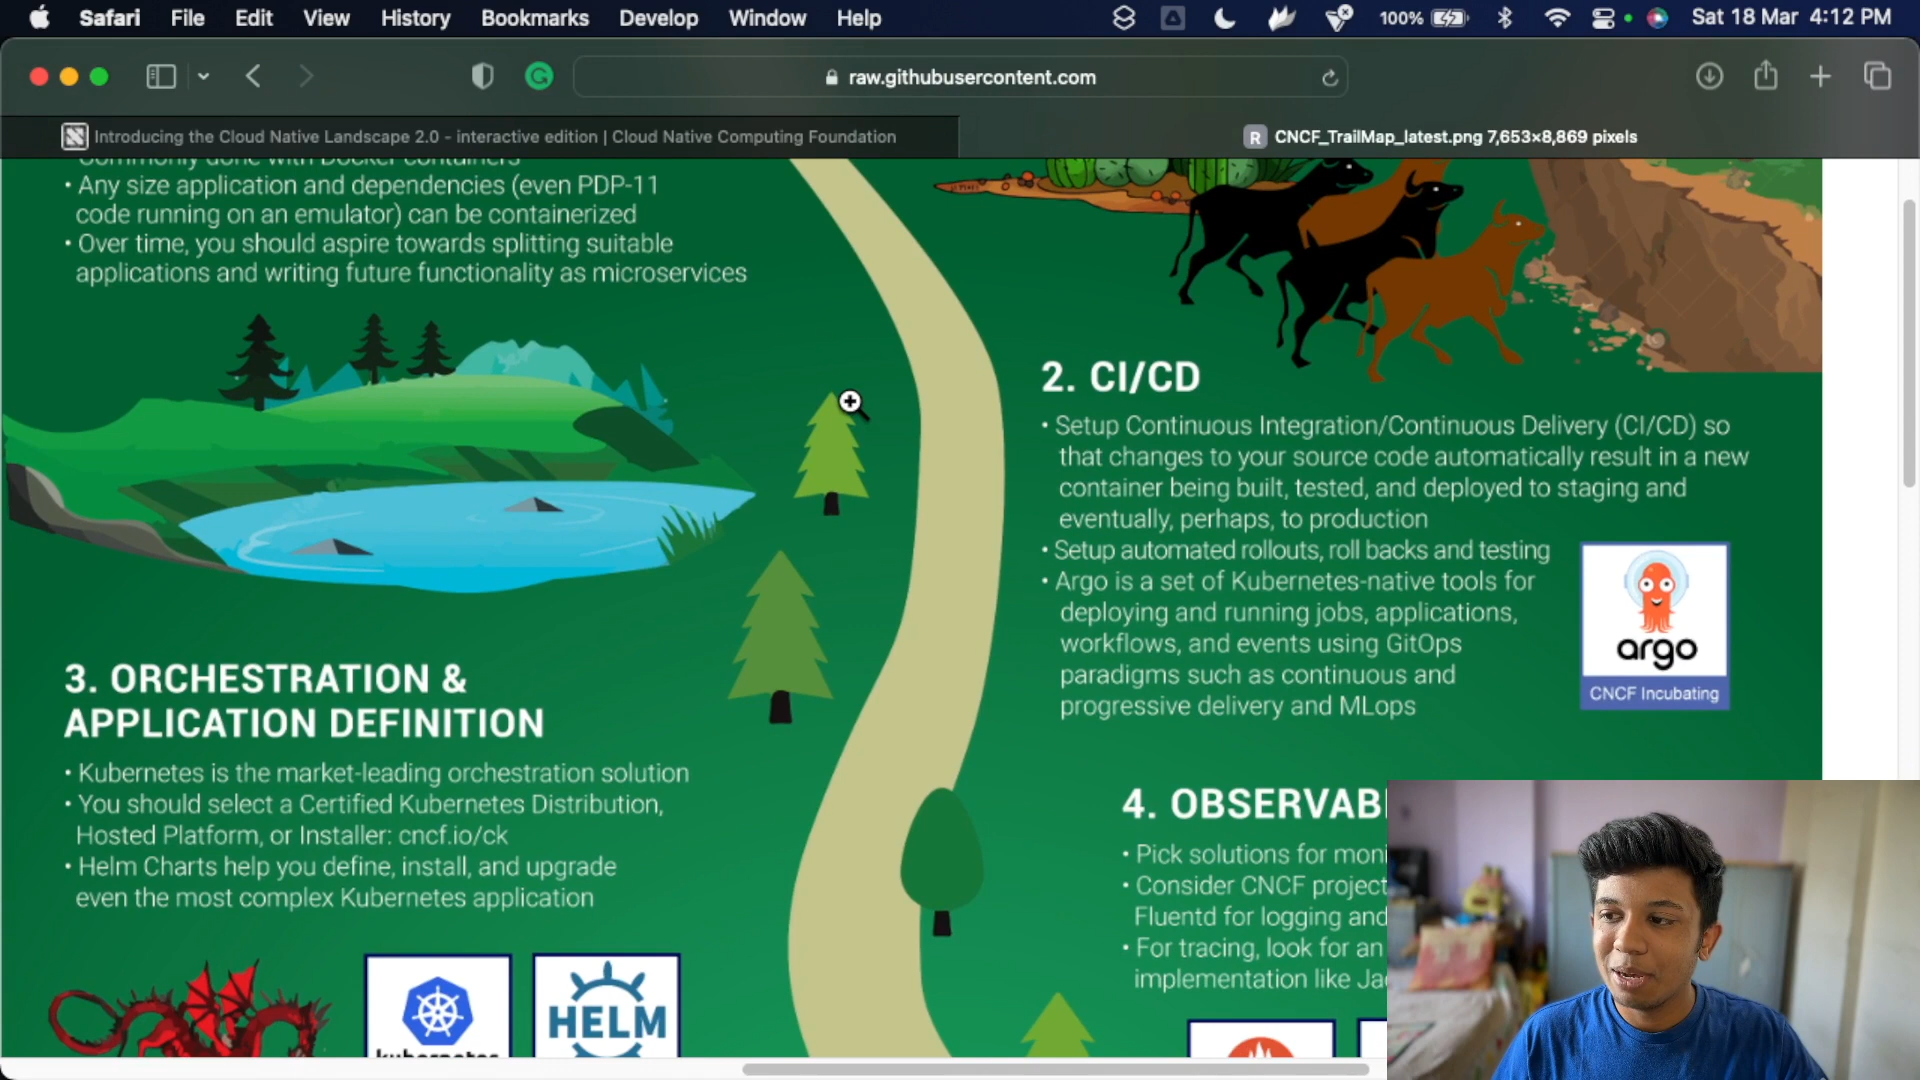 Safari File Edit View History Bookmarks Develop Window Help 100% Sat 18 Mar 4:12 PM
raw.githubusercontent.com
Introducing the Cloud Native Landscape 2.0 - interactive edition | Cloud Native Computing Foundation
R CNCF_TrailMap_latest.png 7,653×8,869 pixels
Commonly done with Docker containers
• Any size application and dependencies (even PDP-11
code running on an emulator) can be containerized
• Over time, you should aspire towards splitting suitable
applications and writing future functionality as microservices
2. CI/CD
• Setup Continuous Integration/Continuous Delivery (CI/CD) so
that changes to your source code automatically result in a new
container being built, tested, and deployed to staging and
eventually, perhaps, to production
• Setup automated rollouts, roll backs and testing
• Argo is a set of Kubernetes-native tools for
deploying and running jobs, applications,
workflows, and events using GitOps
paradigms such as continuous and
progressive delivery and MLops
argo
CNCF Incubating
3. ORCHESTRATION &
APPLICATION DEFINITION
• Kubernetes is the market-leading orchestration solution
• You should select a Certified Kubernetes Distribution,
Hosted Platform, or Installer: cncf.io/ck
• Helm Charts help you define, install, and upgrade
even the most complex Kubernetes application
kubernetes
HELM
4. OBSERVAB
• Pick solutions for moni
• Consider CNCF project
Fluentd for logging and
• For tracing, look for an
implementation like Ja